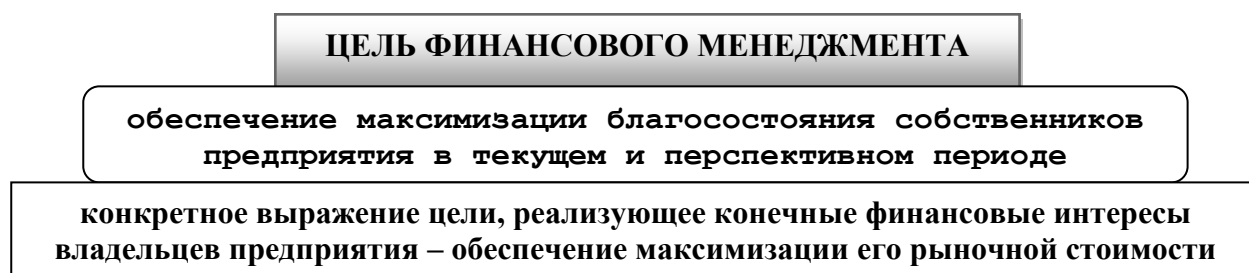 ЦЕЛЬ ФИНАНСОВОГО МЕНЕДЖМЕНТА
обеспечение максимизации благосостояния собственников
предприятия в текущем и перспективном периоде
конкретное выражение цели, реализующее конечные финансовые интересы
владельцев предприятия – обеспечение максимизации его рыночной стоимости